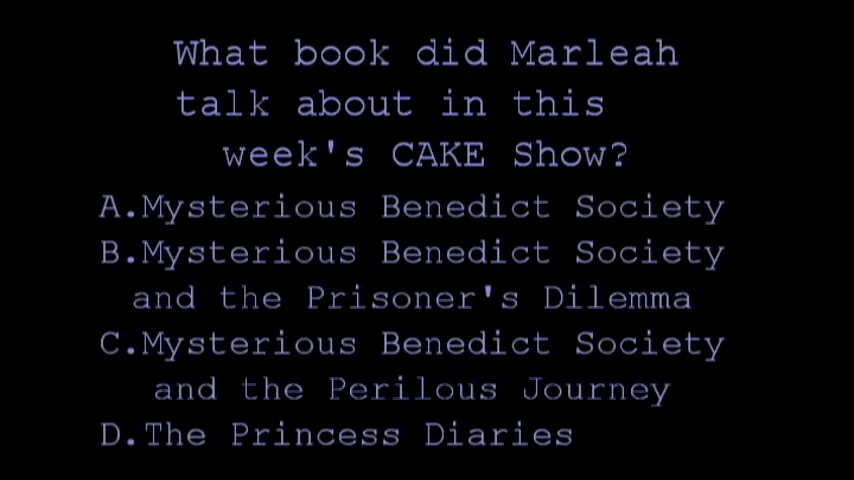 What book did Marleah
talk about in this
week's CAKE Show?
A.Mysterious Benedict Society
B.Mysterious Benedict Society
and the Prisoner's Dilemma
C.Mysterious Benedict Society
and the Perilous Journey
D.The Princess Diaries